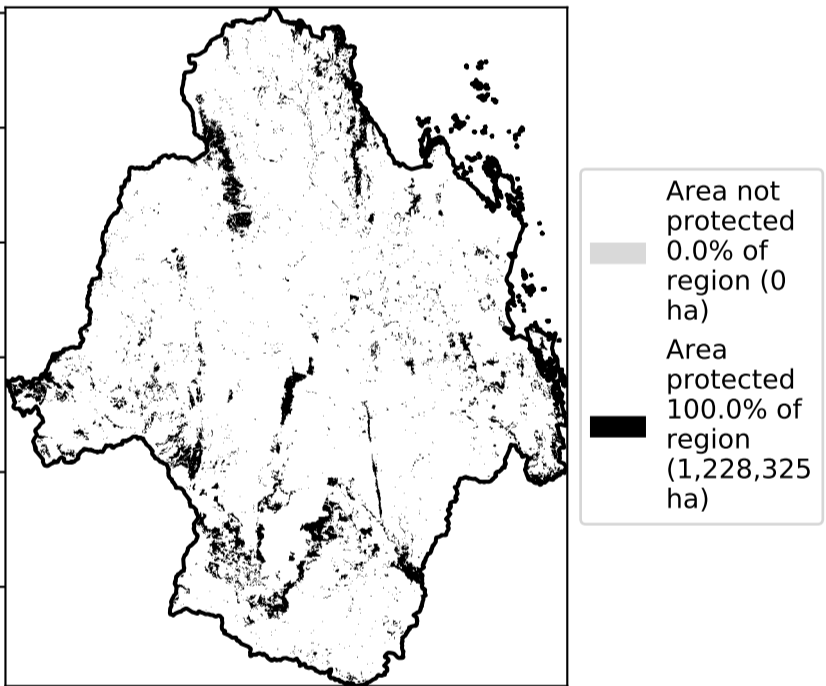 Area not
protected
0.0% of
region (0
ha)
Area
protected
100.0% of
region
(1,228,325
ha)